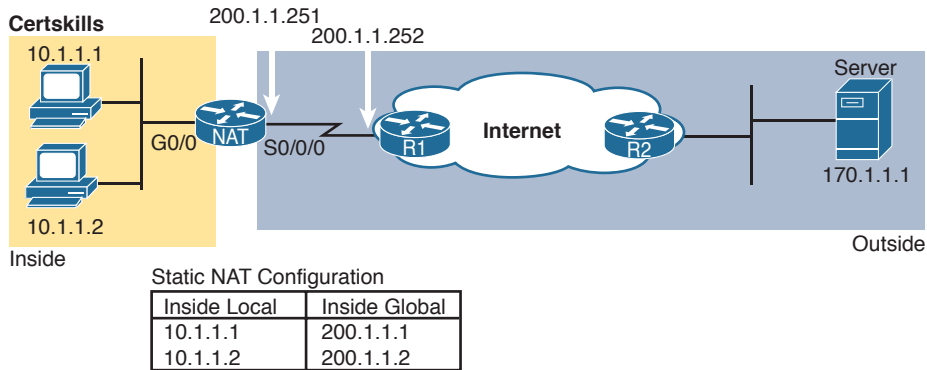 200.1.1.251
Certskills
200.1.1.252
10.1.1.1
Server
Internet
NAT
G0/0
S0/0/0
R1
R2
170.1.1.1
10.1.1.2
Inside
Outside
Static NAT Configuration
Inside Local Inside Global
10.1.1.1 200.1.1.1
10.1.1.2 200.1.1.2